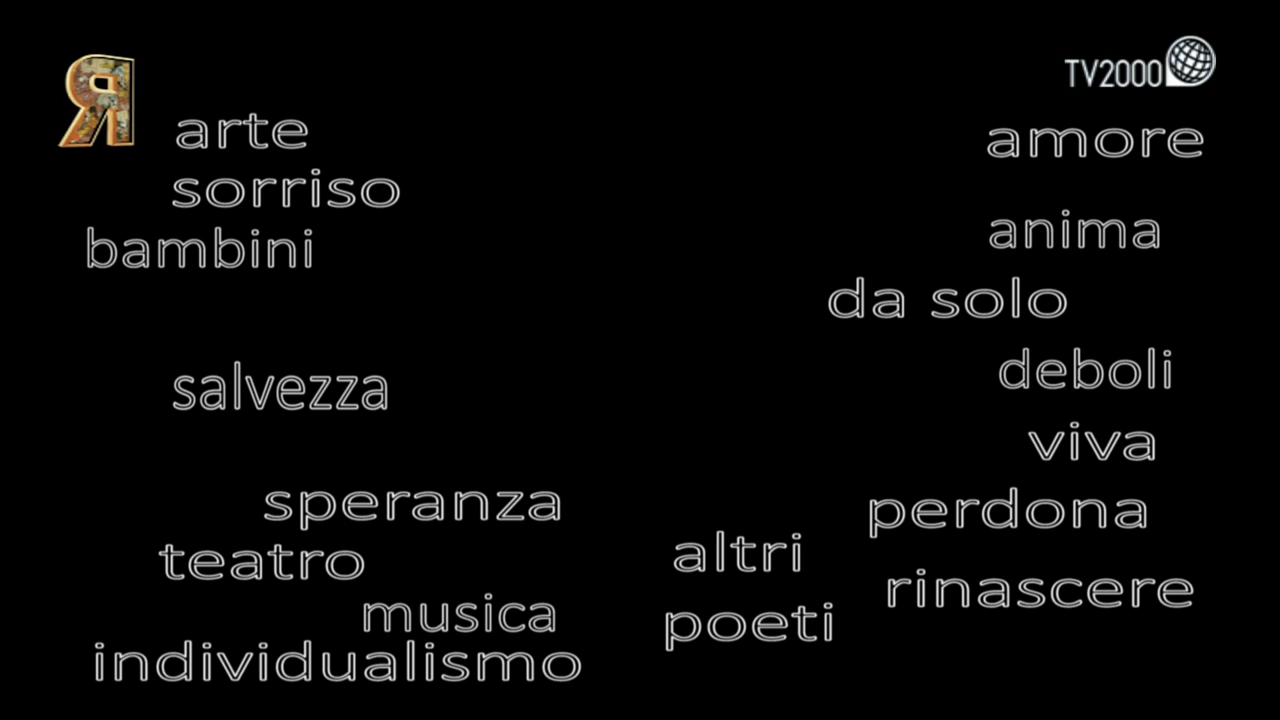 TV2000
R
arte
sorriso
bambini
salvezza
speranza
teatro
musica
individualismo
altri
poeti
amore
anima
da solo
deboli
viva
perdona
rinascere